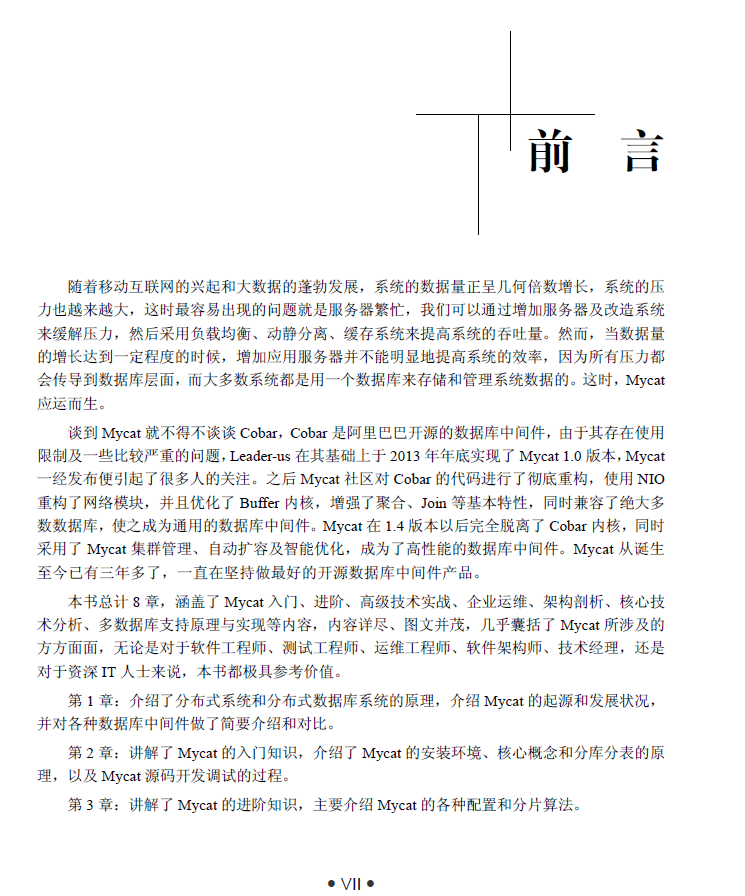 前 言
随着移动互联网的兴起和大数据的蓬勃发展，系统的数据量正呈几何倍数增长，系统的压
力也越来越大，这时最容易出现的问题就是服务器繁忙，我们可以通过增加服务器及改造系统
来缓解压力，然后采用负载均衡、动静分离、缓存系统来提高系统的吞吐量。然而，当数据量
的增长达到一定程度的时候，增加应用服务器并不能明显地提高系统的效率，因为所有压力都
会传导到数据库层面，而大多数系统都是用一个数据库来存储和管理系统数据的。这时，Mycat
应运而生。
谈到 Mycat 就不得不谈谈 Cobar，Cobar 是阿里巴巴开源的数据库中间件，由于其存在使用
限制及一些比较严重的问题，Leader-us 在其基础上于 2013 年年底实现了 Mycat 1.0 版本，Mycat
一经发布便引起了很多人的关注。之后 Mycat 社区对 Cobar 的代码进行了彻底重构，使用 NIO
重构了网络模块，并且优化了 Buffer 内核，增强了聚合、Join 等基本特性，同时兼容了绝大多
数数据库，使之成为通用的数据库中间件。Mycat 在 1.4 版本以后完全脱离了 Cobar 内核，同时
采用了 Mycat 集群管理、自动扩容及智能优化，成为了高性能的数据库中间件。Mycat 从诞生
至今已有三年多了，一直在坚持做最好的开源数据库中间件产品。
本书总计 8 章，涵盖了 Mycat 入门、进阶、高级技术实战、企业运维、架构剖析、核心技
术分析、多数据库支持原理与实现等内容，内容详尽、图文并茂，几乎囊括了 Mycat 所涉及的
方方面面，无论是对于软件工程师、测试工程师、运维工程师、软件架构师、技术经理，还是
对于资深 IT 人士来说，本书都极具参考价值。
第 1 章：介绍了分布式系统和分布式数据库系统的原理，介绍 Mycat 的起源和发展状况，
并对各种数据库中间件做了简要介绍和对比。
第 2 章：讲解了 Mycat 的入门知识，介绍了 Mycat 的安装环境、核心概念和分库分表的原
理，以及 Mycat 源码开发调试的过程。
第 3 章：讲解了 Mycat 的进阶知识，主要介绍 Mycat 的各种配置和分片算法。
• VII •